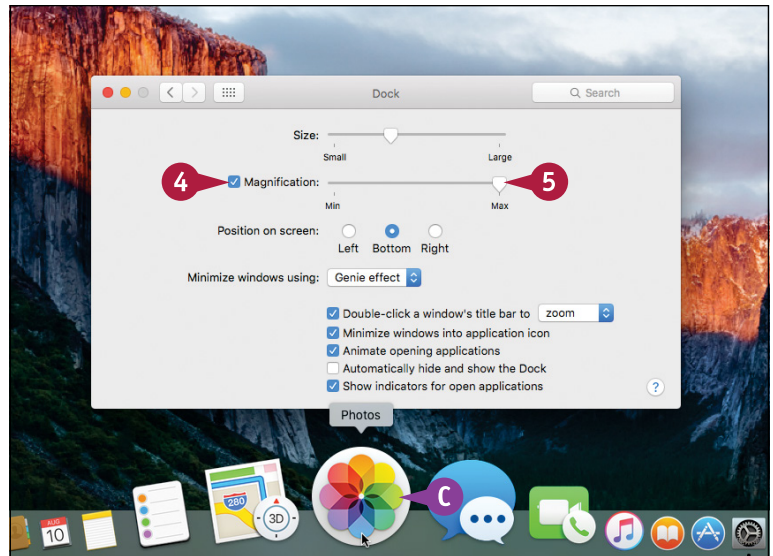 Dock
Search
Size:
Small Large
4 Magnification: 5
Min Max
Position on screen:
Left Bottom Right
Minimize windows using: Genie effect
Double-click a window's title bar to zoom
Minimize windows into application icon
Animate opening applications
Automatically hide and show the Dock
Show indicators for open applications
?
Photos
C
280
3D
AUG
10